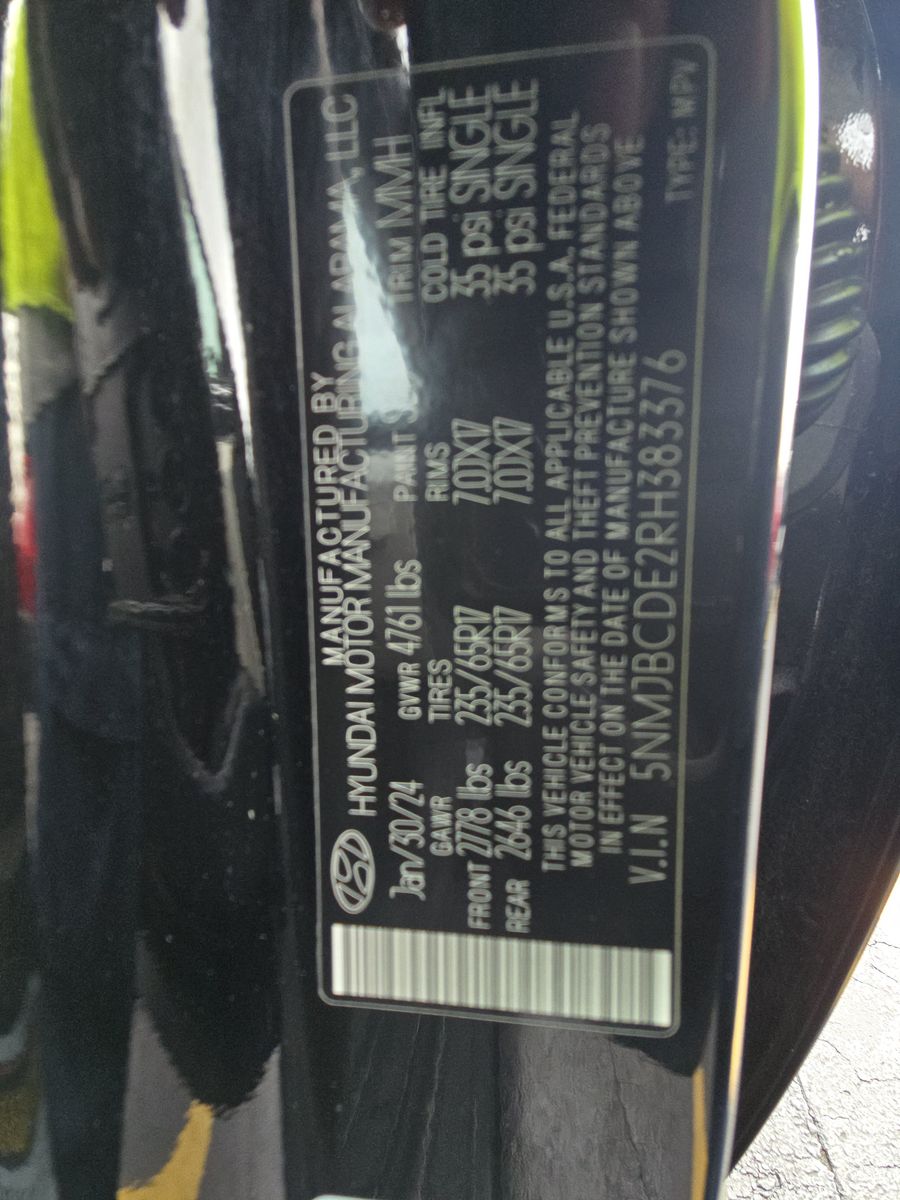 MANUFACTURED BY
HYUNDAI MOTOR MANUFACTURING ALABAMA, LLC
Jan/30/24 GVWR 4761 lbs PAINT TRIM MMH
GAWR TIRES RIMS COLD TIRE INFL
FRONT 2778 lbs 235/65R17 7.0JX17 35 psi SINGLE
REAR 2646 lbs 235/65R17 7.0JX17 35 psi SINGLE
THIS VEHICLE CONFORMS TO ALL APPLICABLE U.S.A. FEDERAL
MOTOR VEHICLE SAFETY AND THEFT PREVENTION STANDARDS
IN EFFECT ON THE DATE OF MANUFACTURE SHOWN ABOVE
V.I.N 5NMJBCDE2RH383376 TYPE: MPV